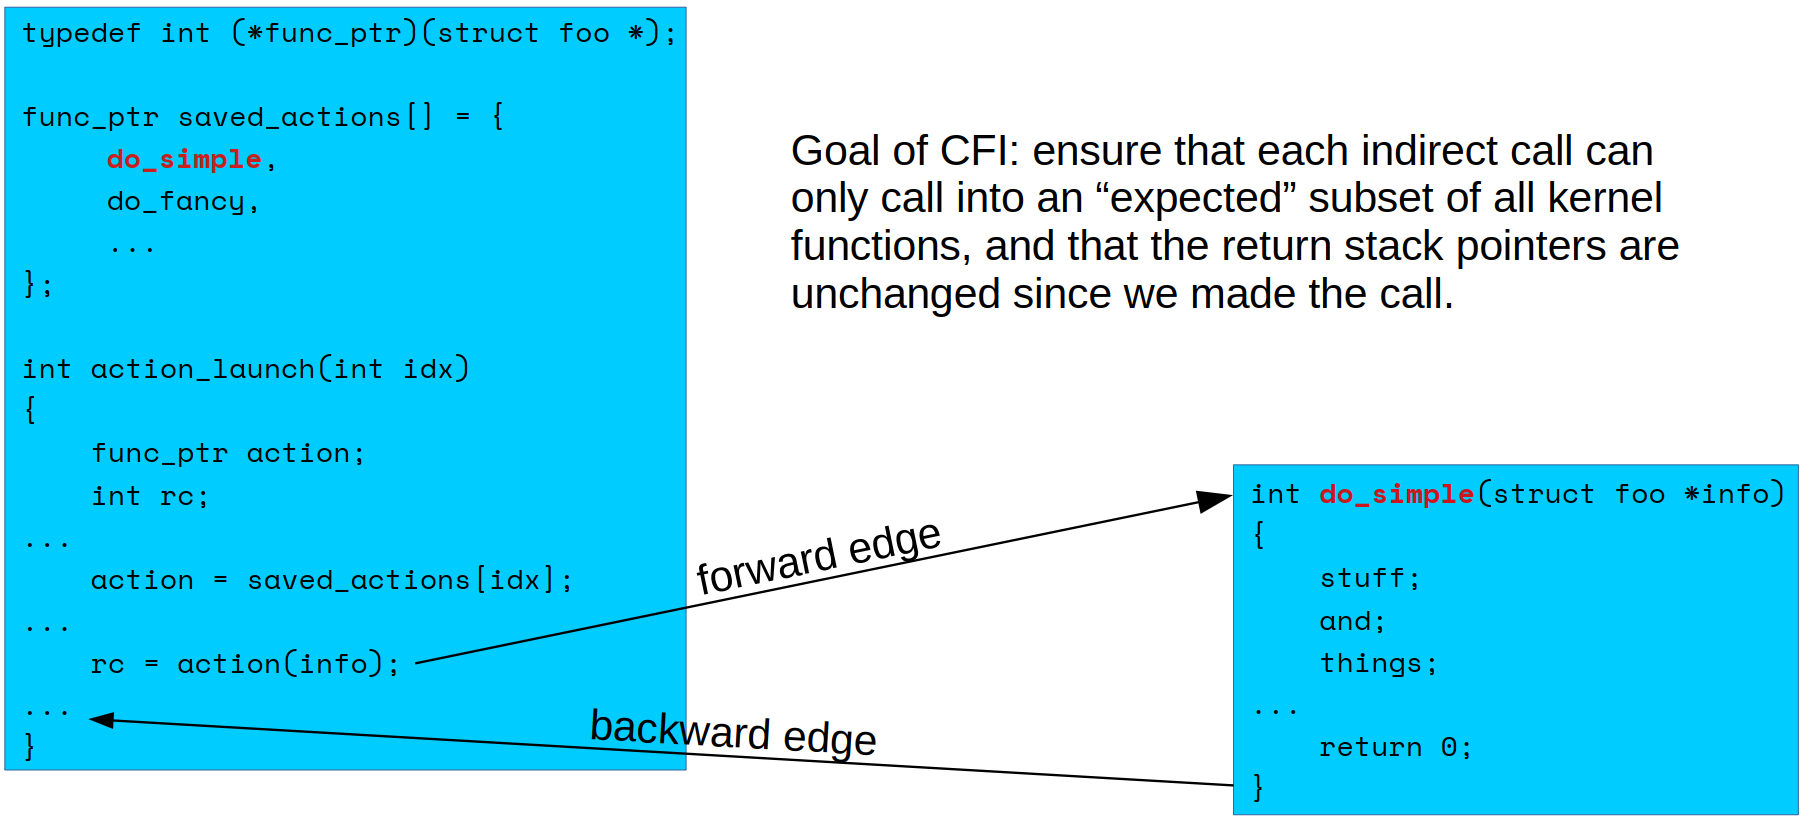 typedef int (*func_ptr)(struct foo *);
func_ptr saved_actions[] = {
do_simple,
do_fancy,
...
};
int action_launch(int idx)
{
func_ptr action;
int rc;
...
action = saved_actions[idx];
...
rc = action(info);
...
}
Goal of CFI: ensure that each indirect call can
only call into an “expected” subset of all kernel
functions, and that the return stack pointers are
unchanged since we made the call.
forward edge
backward edge
int do_simple(struct foo *info)
{
stuff;
and;
things;
...
return 0;
}